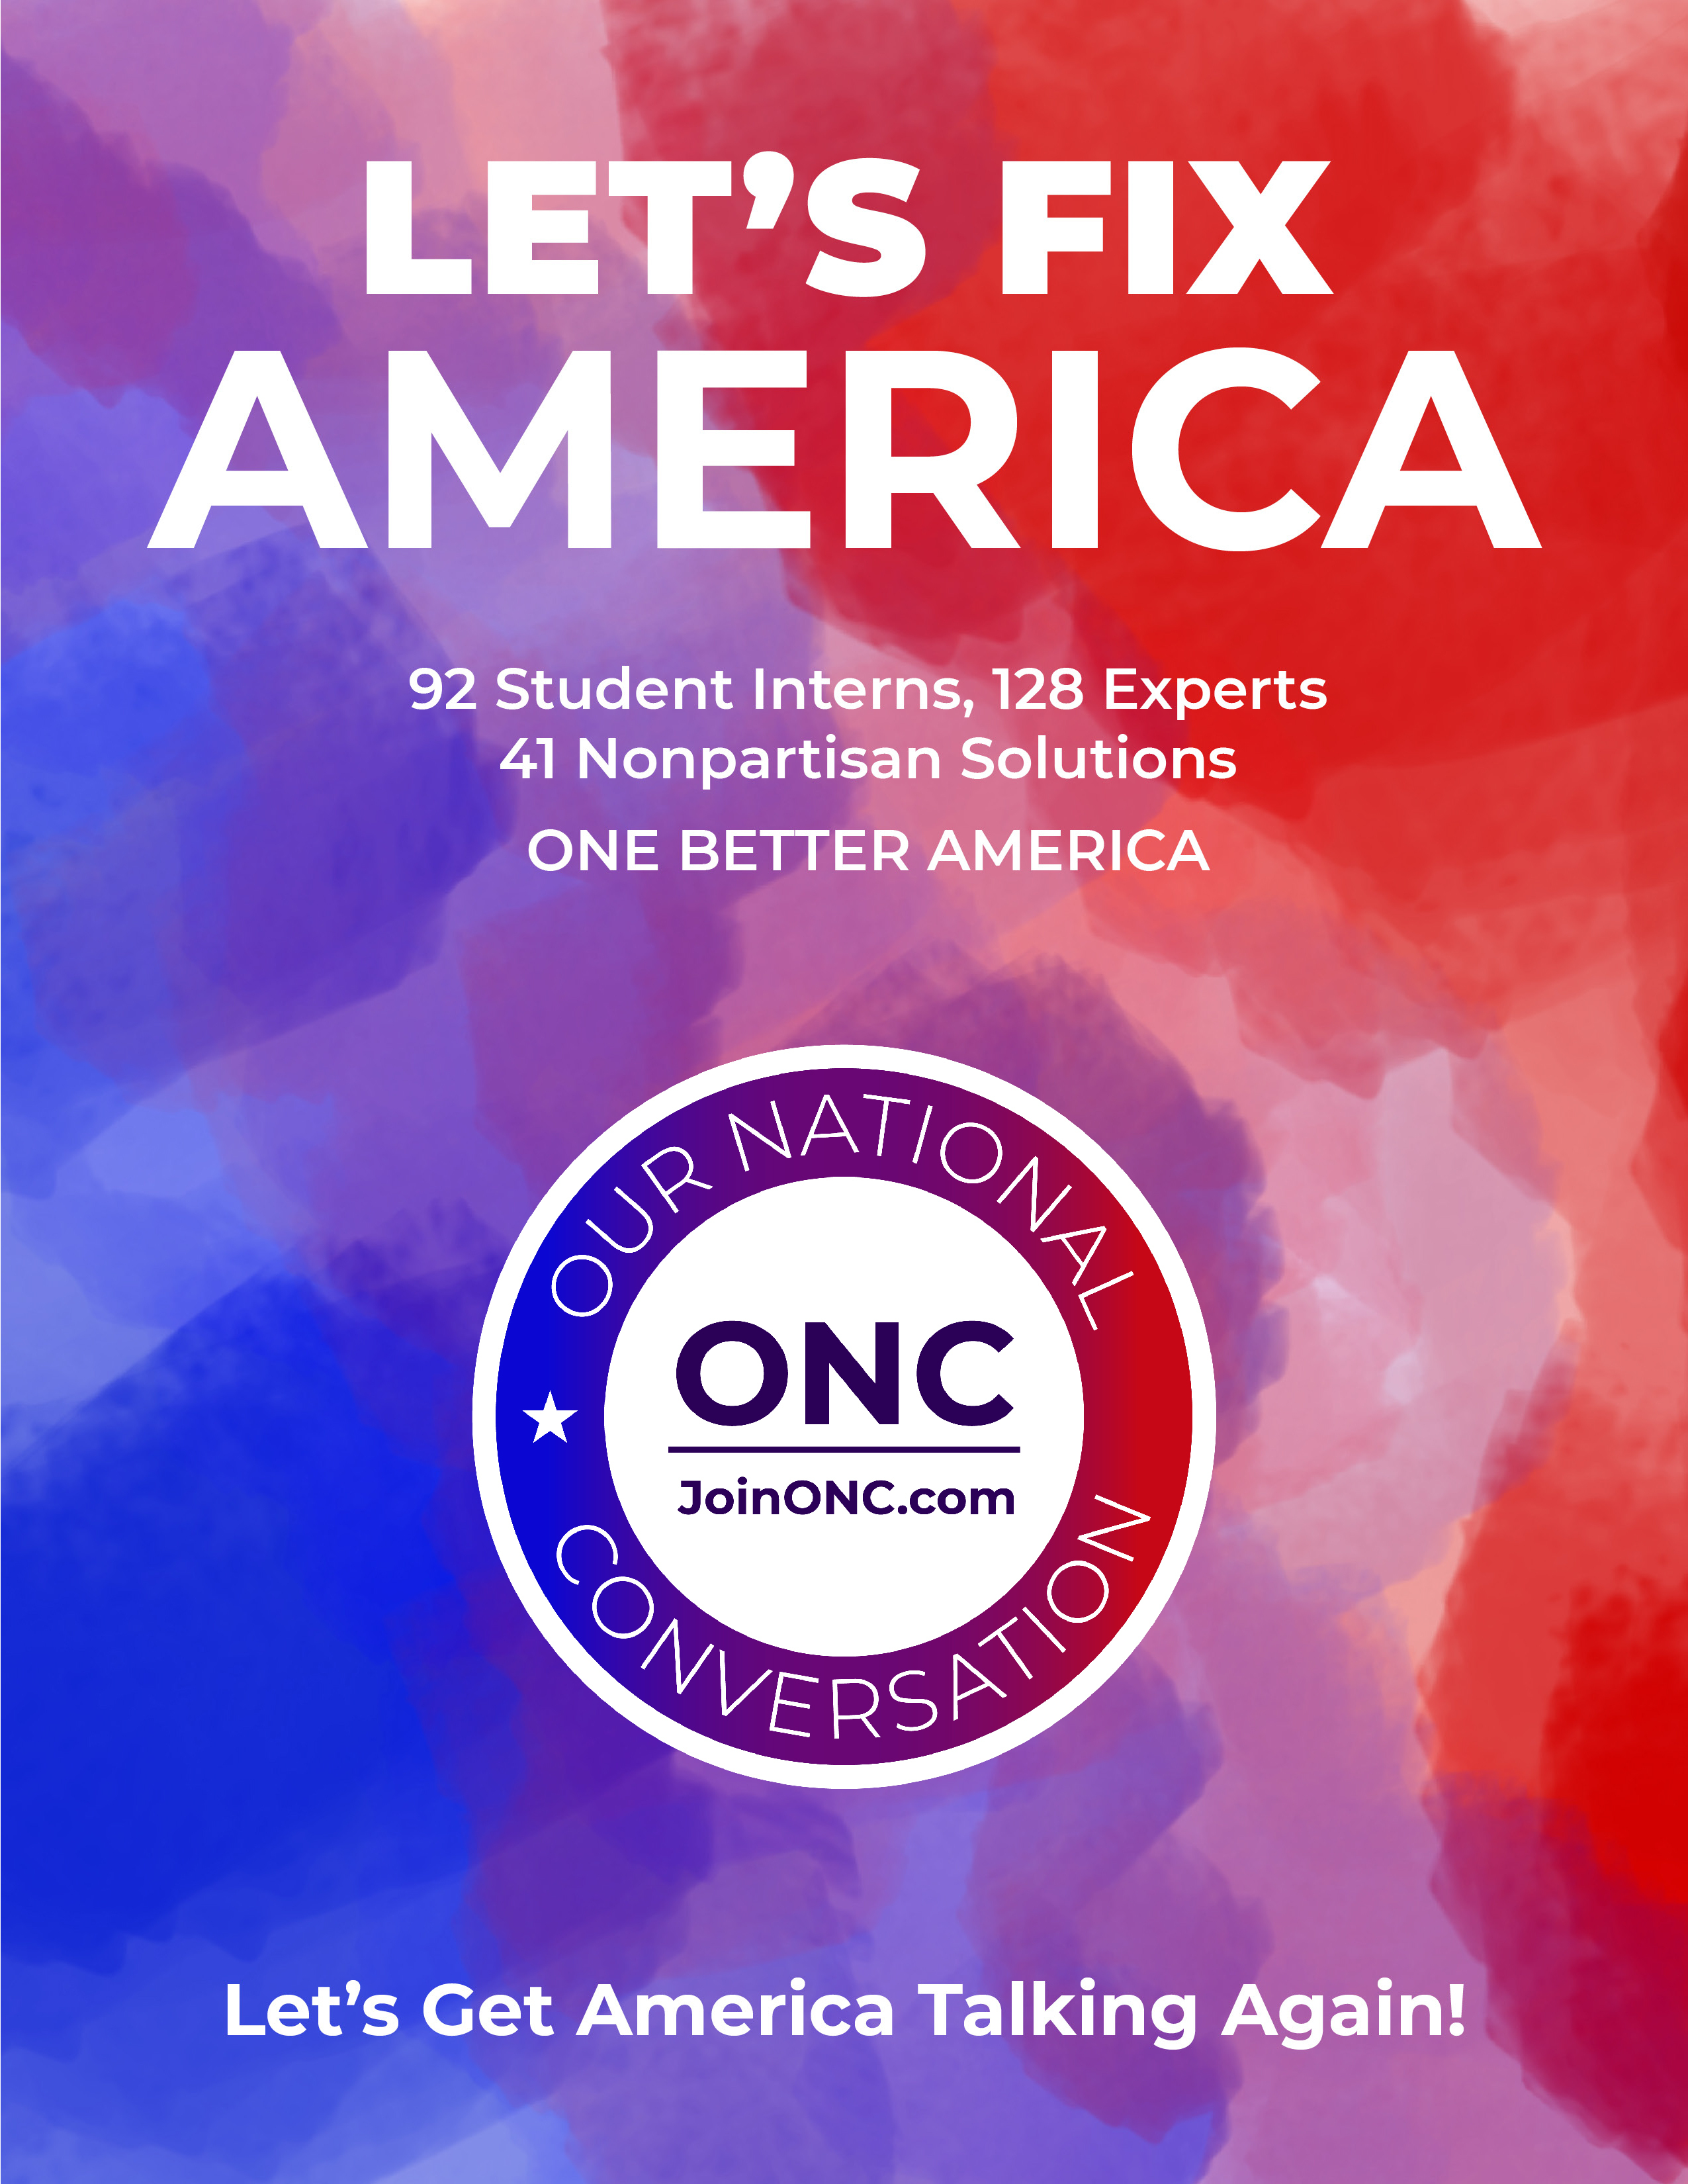 LET’S FIX
AMERICA
92 Student Interns, 128 Experts
41 Nonpartisan Solutions
ONE BETTER AMERICA
OUR NATIONAL
ONC
JoinONC.com
CONVERSATION
Let’s Get America Talking Again!